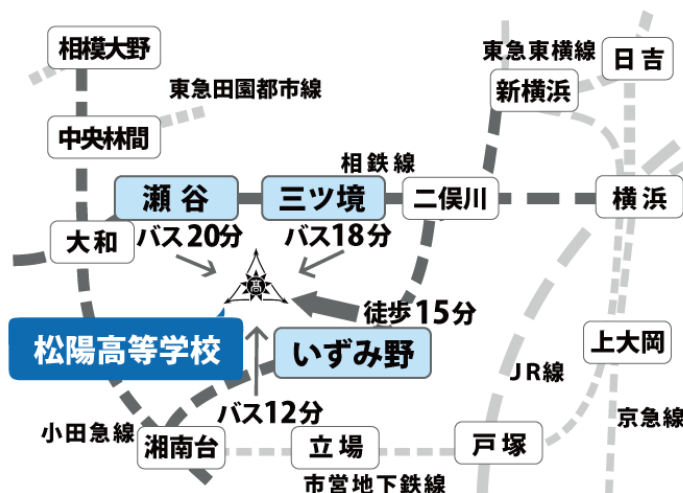 相模大野
東急東横線
日吉
東急田園都市線
新横浜
中央林間
相鉄線
瀬谷
三ツ境
二俣川
横浜
大和
バス20分
バス18分
高
徒歩15分
松陽高等学校
いずみ野
上大岡
JR線
バス12分
京急線
小田急線
湘南台
立場
戸塚
市営地下鉄線